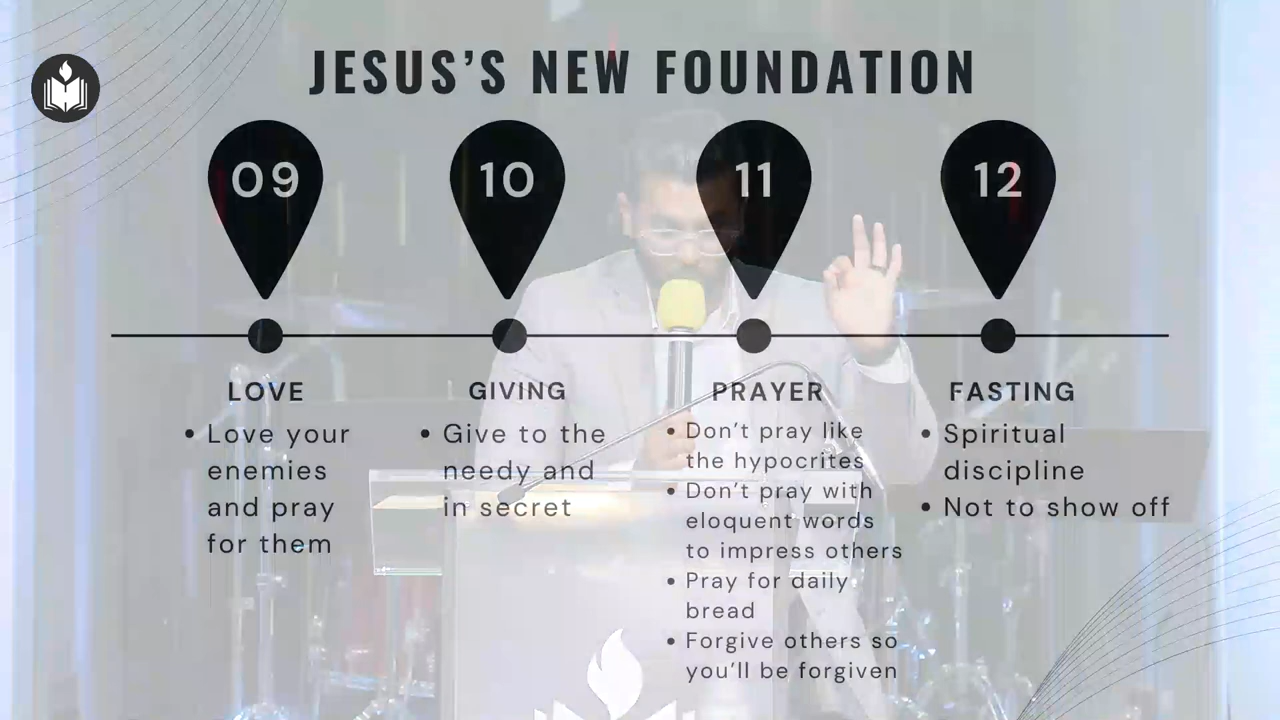 JESUS'S NEW FOUNDATION
09
10
11
12
LOVE
• Love your
enemies
and pray
for them
GIVING
• Give to the
needy and
in secret
PRAYER
• Don't pray like
the hypocrites
• Don't pray with
eloquent words
to impress others
• Pray for daily
bread
• Forgive others so
you'll be forgiven
FASTING
• Spiritual
discipline
• Not to show off